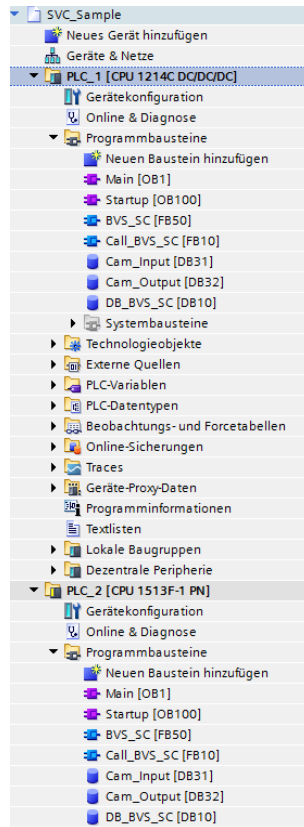 SVC_Sample
Neues Gerät hinzufügen
Geräte & Netze
PLC_1 [CPU 1214C DC/DC/DC]
Gerätekonfiguration
Online & Diagnose
Programmbausteine
Neuen Baustein hinzufügen
Main [OB1]
Startup [OB100]
BVS_SC [FB50]
Call_BVS_SC [FB10]
Cam_Input [DB31]
Cam_Output [DB32]
DB_BVS_SC [DB10]
Systembausteine
Technologieobjekte
Externe Quellen
PLC-Variablen
PLC-Datentypen
Beobachtungs- und Forcetabellen
Online-Sicherungen
Traces
Geräte-Proxy-Daten
Programminformationen
Textlisten
Lokale Baugruppen
Dezentrale Peripherie
PLC_2 [CPU 1513F-1 PN]
Gerätekonfiguration
Online & Diagnose
Programmbausteine
Neuen Baustein hinzufügen
Main [OB1]
Startup [OB100]
BVS_SC [FB50]
Call_BVS_SC [FB10]
Cam_Input [DB31]
Cam_Output [DB32]
DB_BVS_SC [DB10]